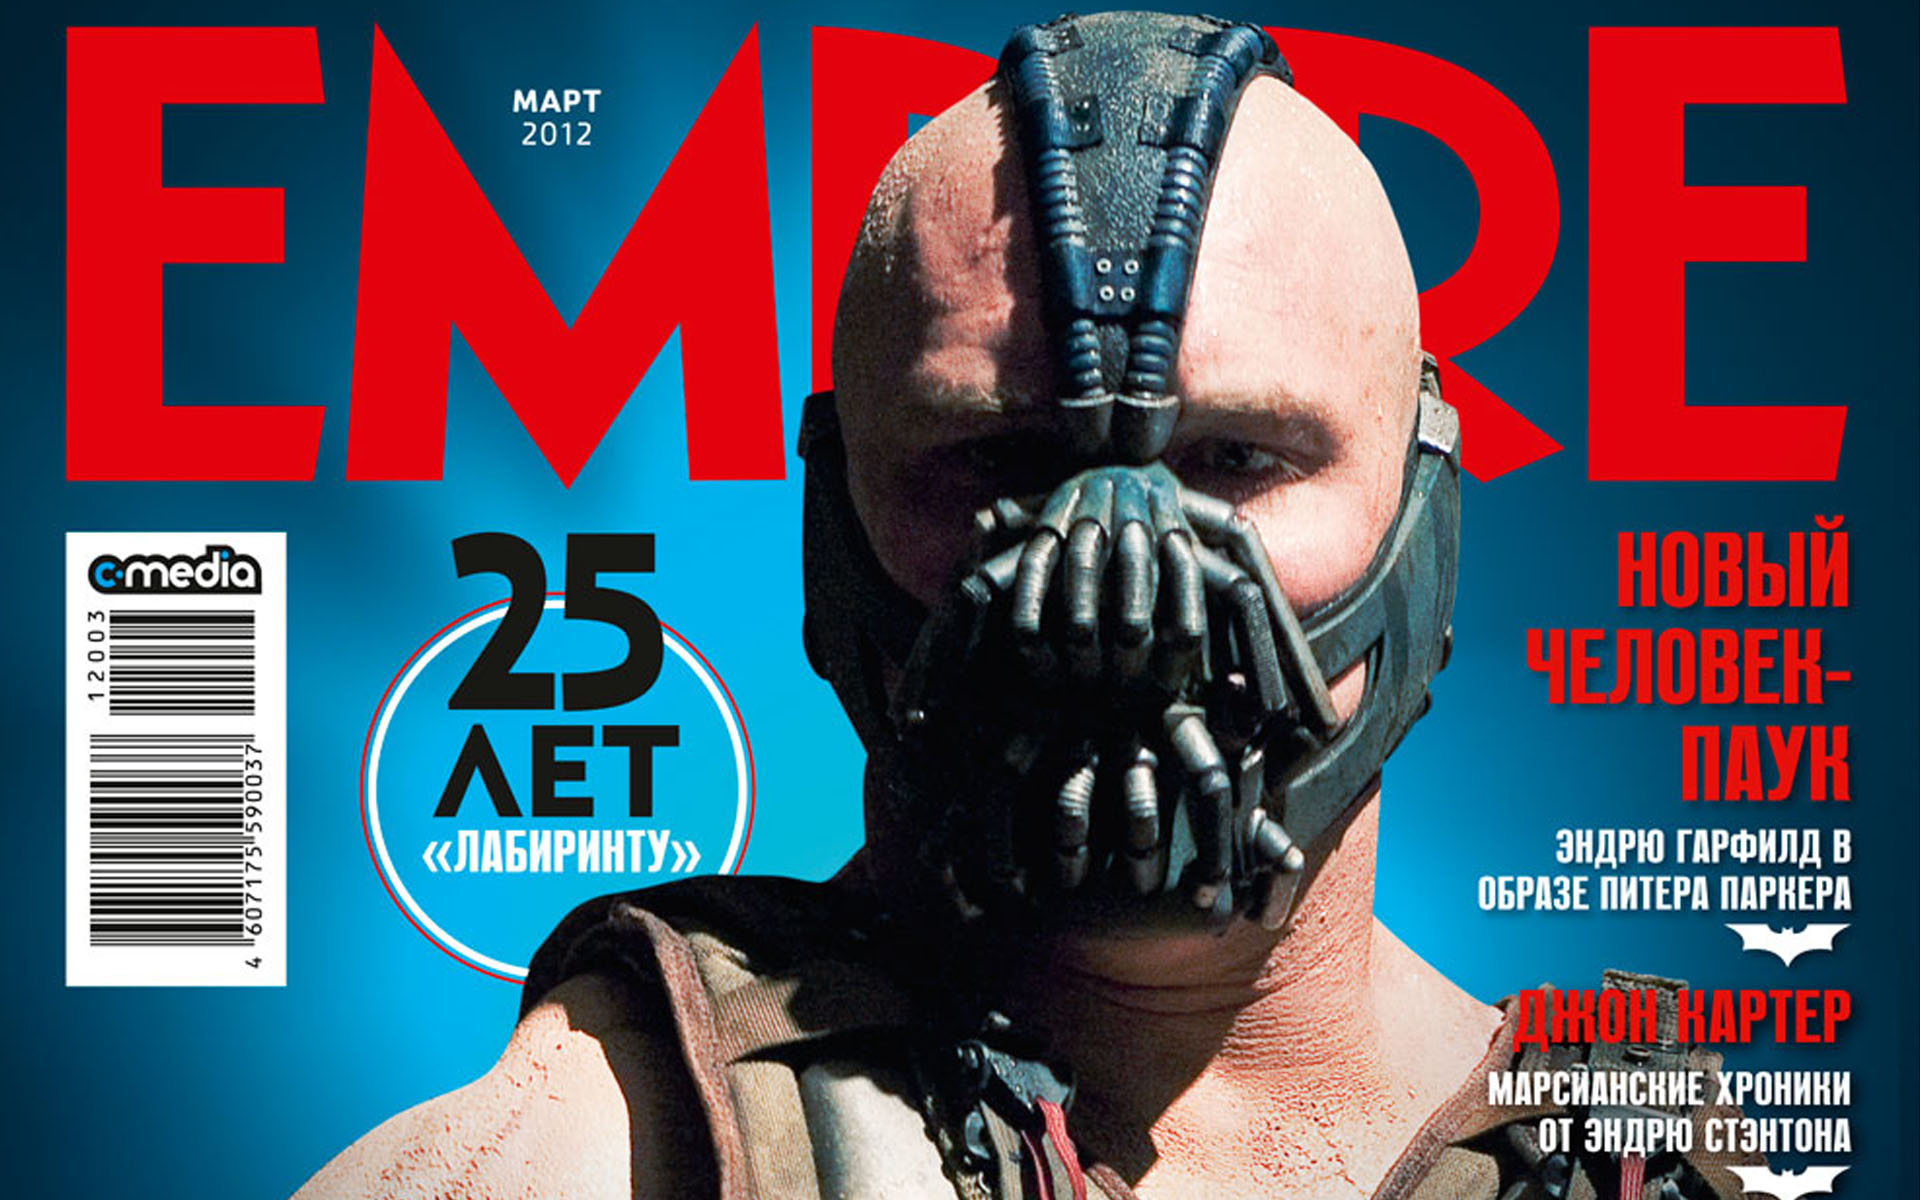 EMPIRE
МАРТ
2012
c·media
12003
4 607175 590037
25
ЛЕТ
«ЛАБИРИНТУ»
НОВЫЙ
ЧЕЛОВЕК-
ПАУК
ЭНДРЮ ГАРФИЛД В
ОБРАЗЕ ПИТЕРА ПАРКЕРА
ДЖОН КАРТЕР
МАРСИАНСКИЕ ХРОНИКИ
ОТ ЭНДРЮ СТЭНТОНА